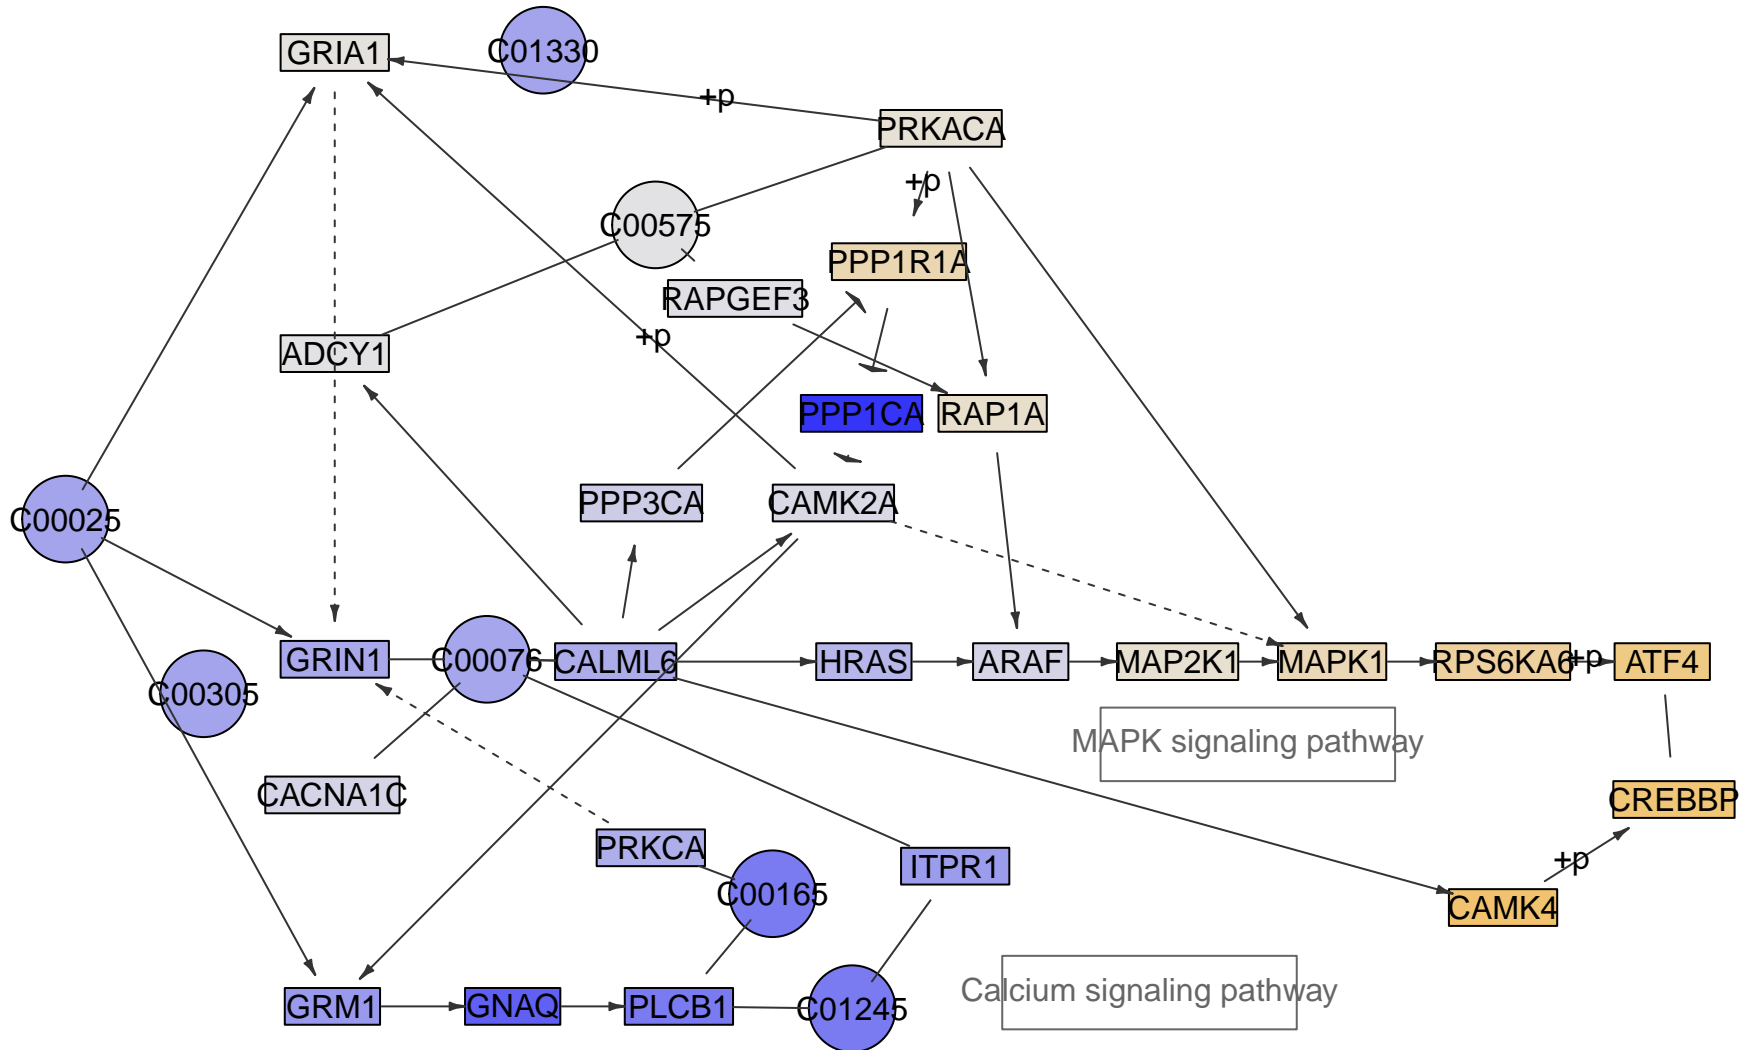 GRIA1
C01330
+p
PRKACA
+p
C00575
PPP1R1A
RAPGEF3
+p
ADCY1
PPP1CA
RAP1A
PPP3CA
CAMK2A
C00025
GRIN1
C00076
CALML6
HRAS
ARAF
MAP2K1
MAPK1
RPS6KA6
+p
ATF4
C00305
MAPK signaling pathway
CACNA1C
CREBBP
PRKCA
ITPR1
+p
C00165
CAMK4
Calcium signaling pathway
GRM1
GNAQ
PLCB1
C01245